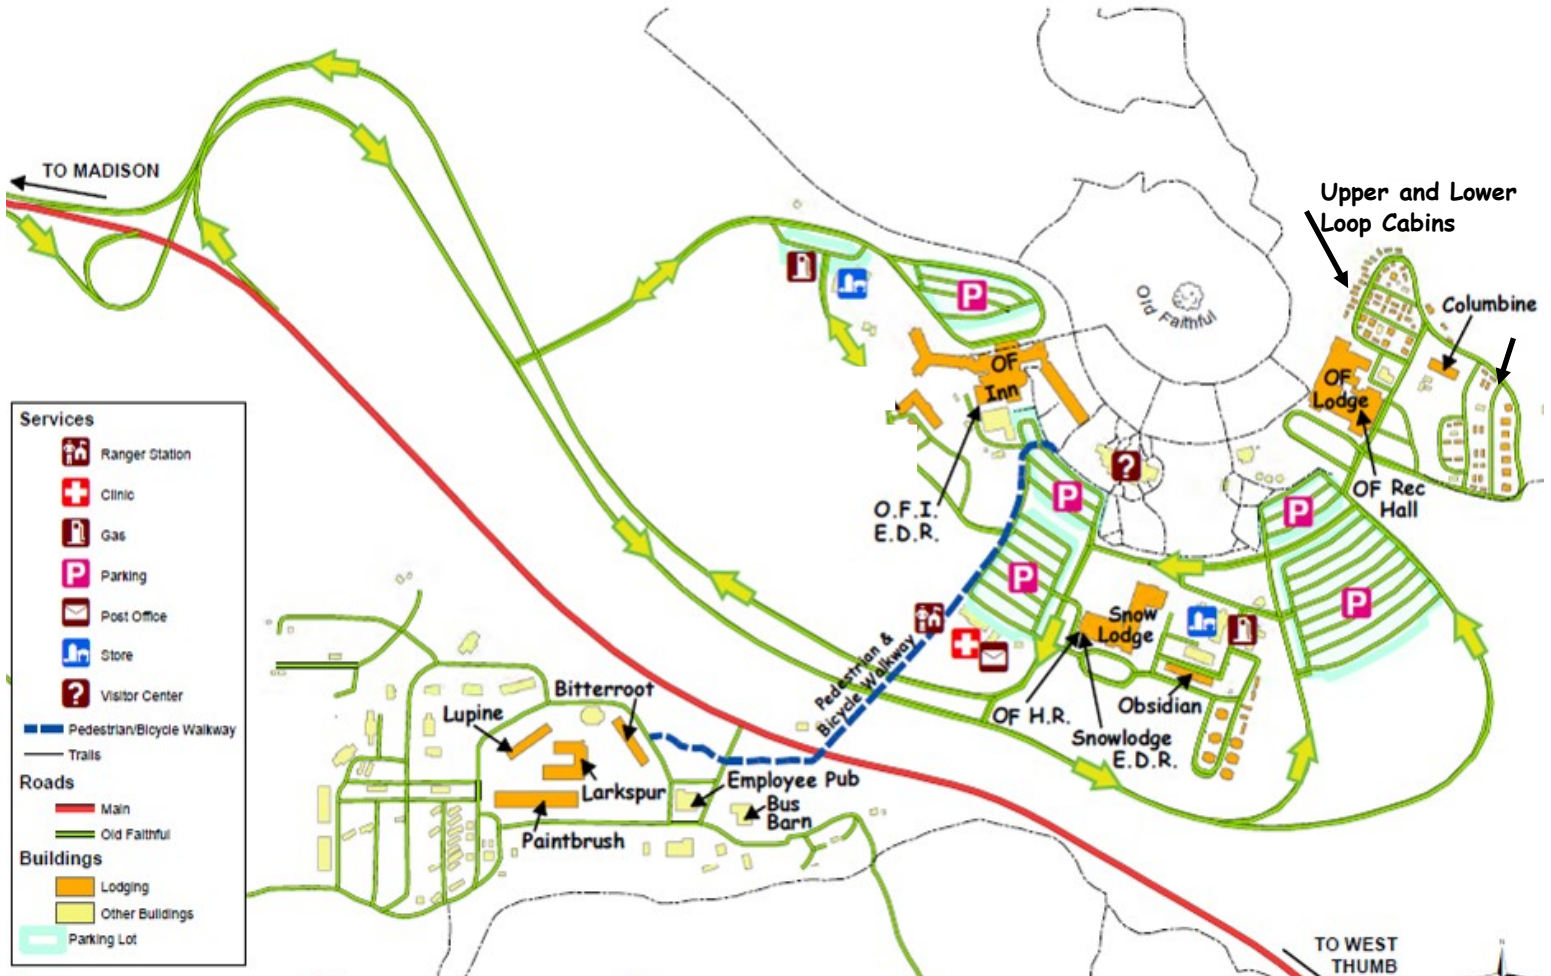 TO MADISON
Upper and Lower
Loop Cabins
Columbine
Old Faithful
P
OF
Inn
OF
Lodge
OF Rec
Hall
O.F.I.
E.D.R.
?
P
P
P
P
Snow
Lodge
Pedestrian &
Bicycle Walkway
OF H.R.
Obsidian
Snowlodge
E.D.R.
Bitterroot
Lupine
Larkspur
Paintbrush
Employee Pub
Bus
Barn
TO WEST
THUMB
N
Services
Ranger Station
Clinic
Gas
P Parking
Post Office
Store
? Visitor Center
Pedestrian/Bicycle Walkway
Trails
Roads
Main
Old Faithful
Buildings
Lodging
Other Buildings
Parking Lot